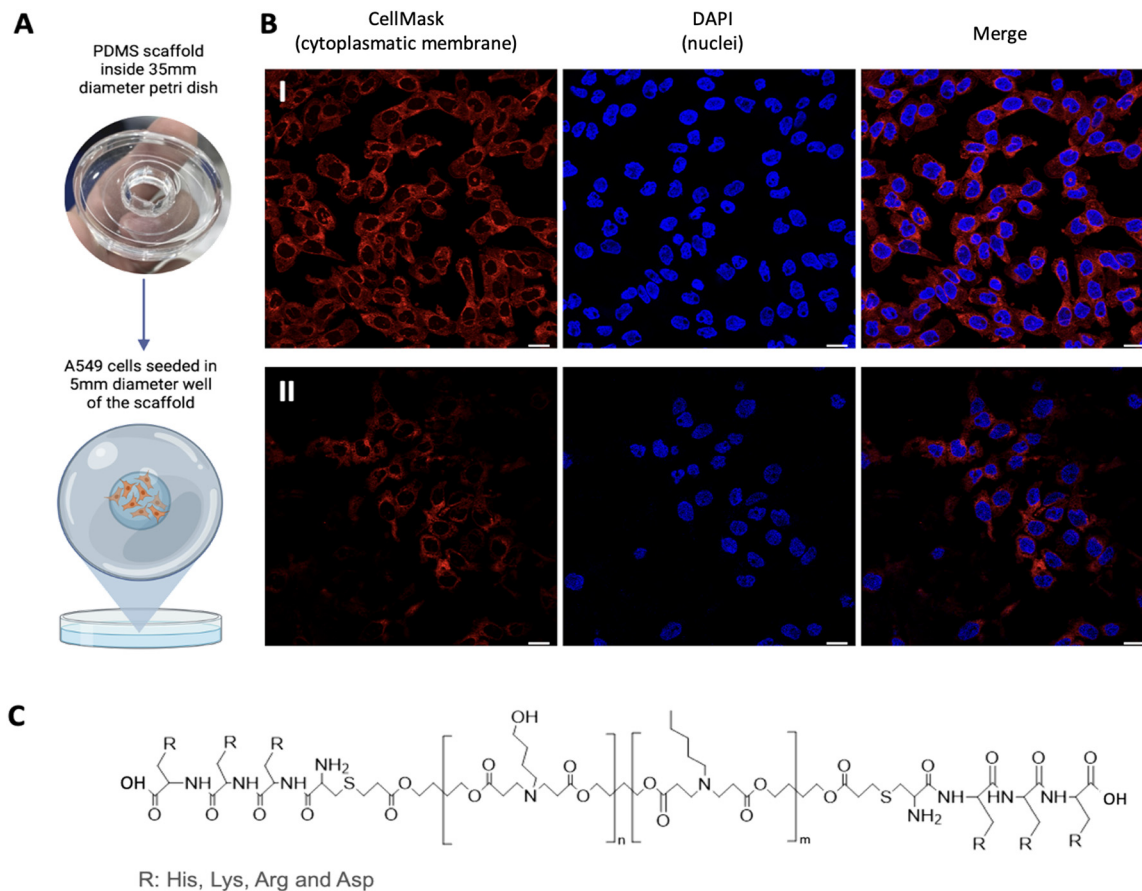 A
PDMS scaffold
inside 35mm
diameter petri dish
A549 cells seeded in
5mm diameter well
of the scaffold
B
CellMask
(cytoplasmatic membrane)
DAPI
(nuclei)
Merge
I
II
C
OH
R
R
R
NH₂
OH
NH
NH
NH
S
O
O
O
O
O
O
N
O
O
O
N
O
O
O
S
NH
NH
NH
OH
O
O
O
O
O
O
O
O
O
NH₂
n
m
R
R
R
R: His, Lys, Arg and Asp